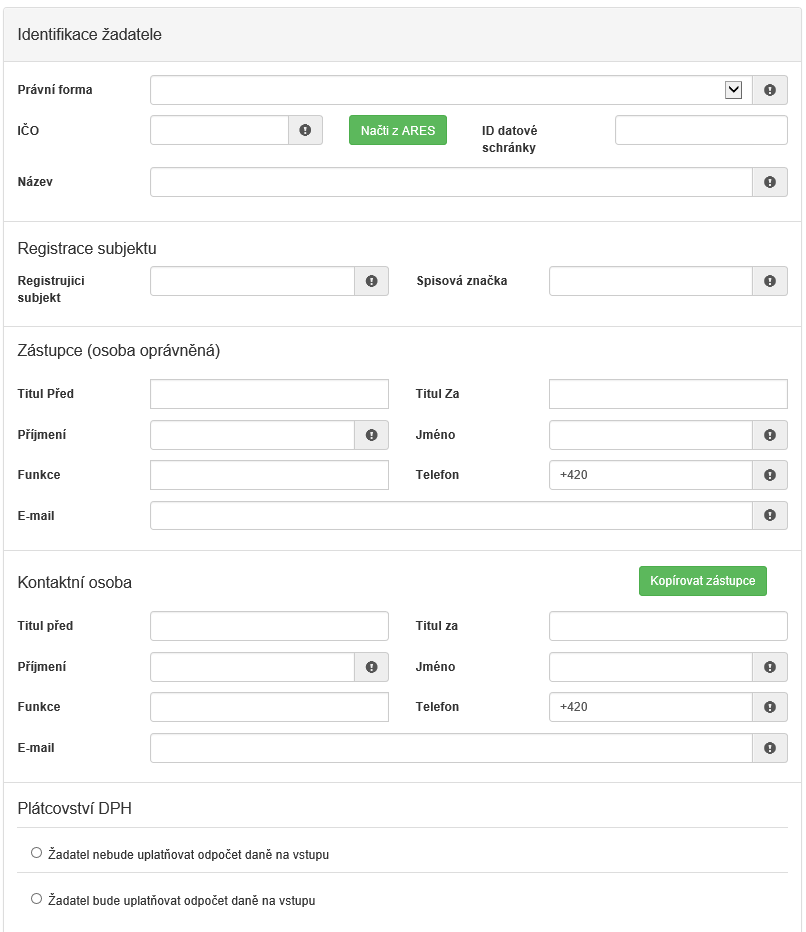 Identifikace žadatele
Právní forma
IČO
Načti z ARES
ID datové
schránky
Název
Registrace subjektu
Registrujici
subjekt
Spisová značka
Zástupce (osoba oprávněná)
Titul Před
Titul Za
Příjmení
Jméno
Funkce
Telefon
+420
E-mail
Kontaktní osoba
Kopírovat zástupce
Titul před
Titul za
Příjmení
Jméno
Funkce
Telefon
+420
E-mail
Plátcovství DPH
Žadatel nebude uplatňovat odpočet daně na vstupu
Žadatel bude uplatňovat odpočet daně na vstupu